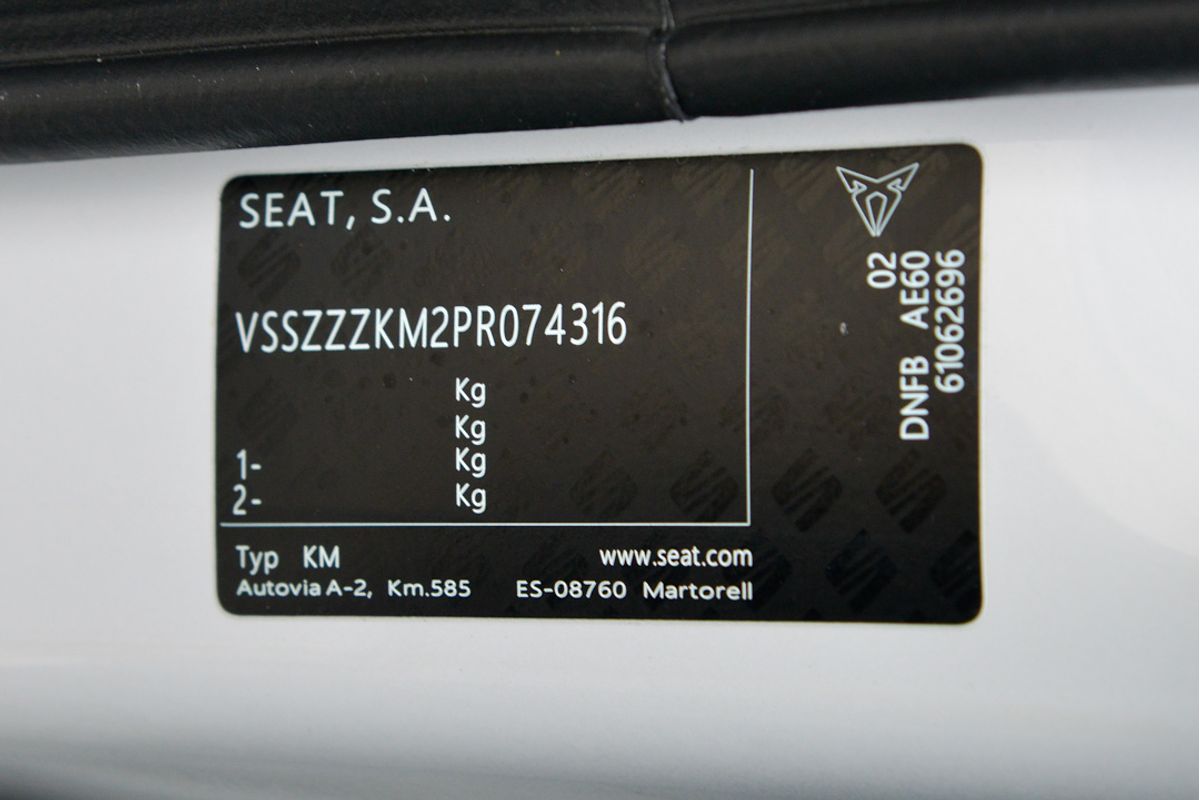 SEAT, S.A.
VSSZZZKM2PR074316
Kg
Kg
1- Kg
2- Kg
Typ KM www.seat.com
Autovia A-2, Km.585 ES-08760 Martorell
02
DNFB AE60
61062696